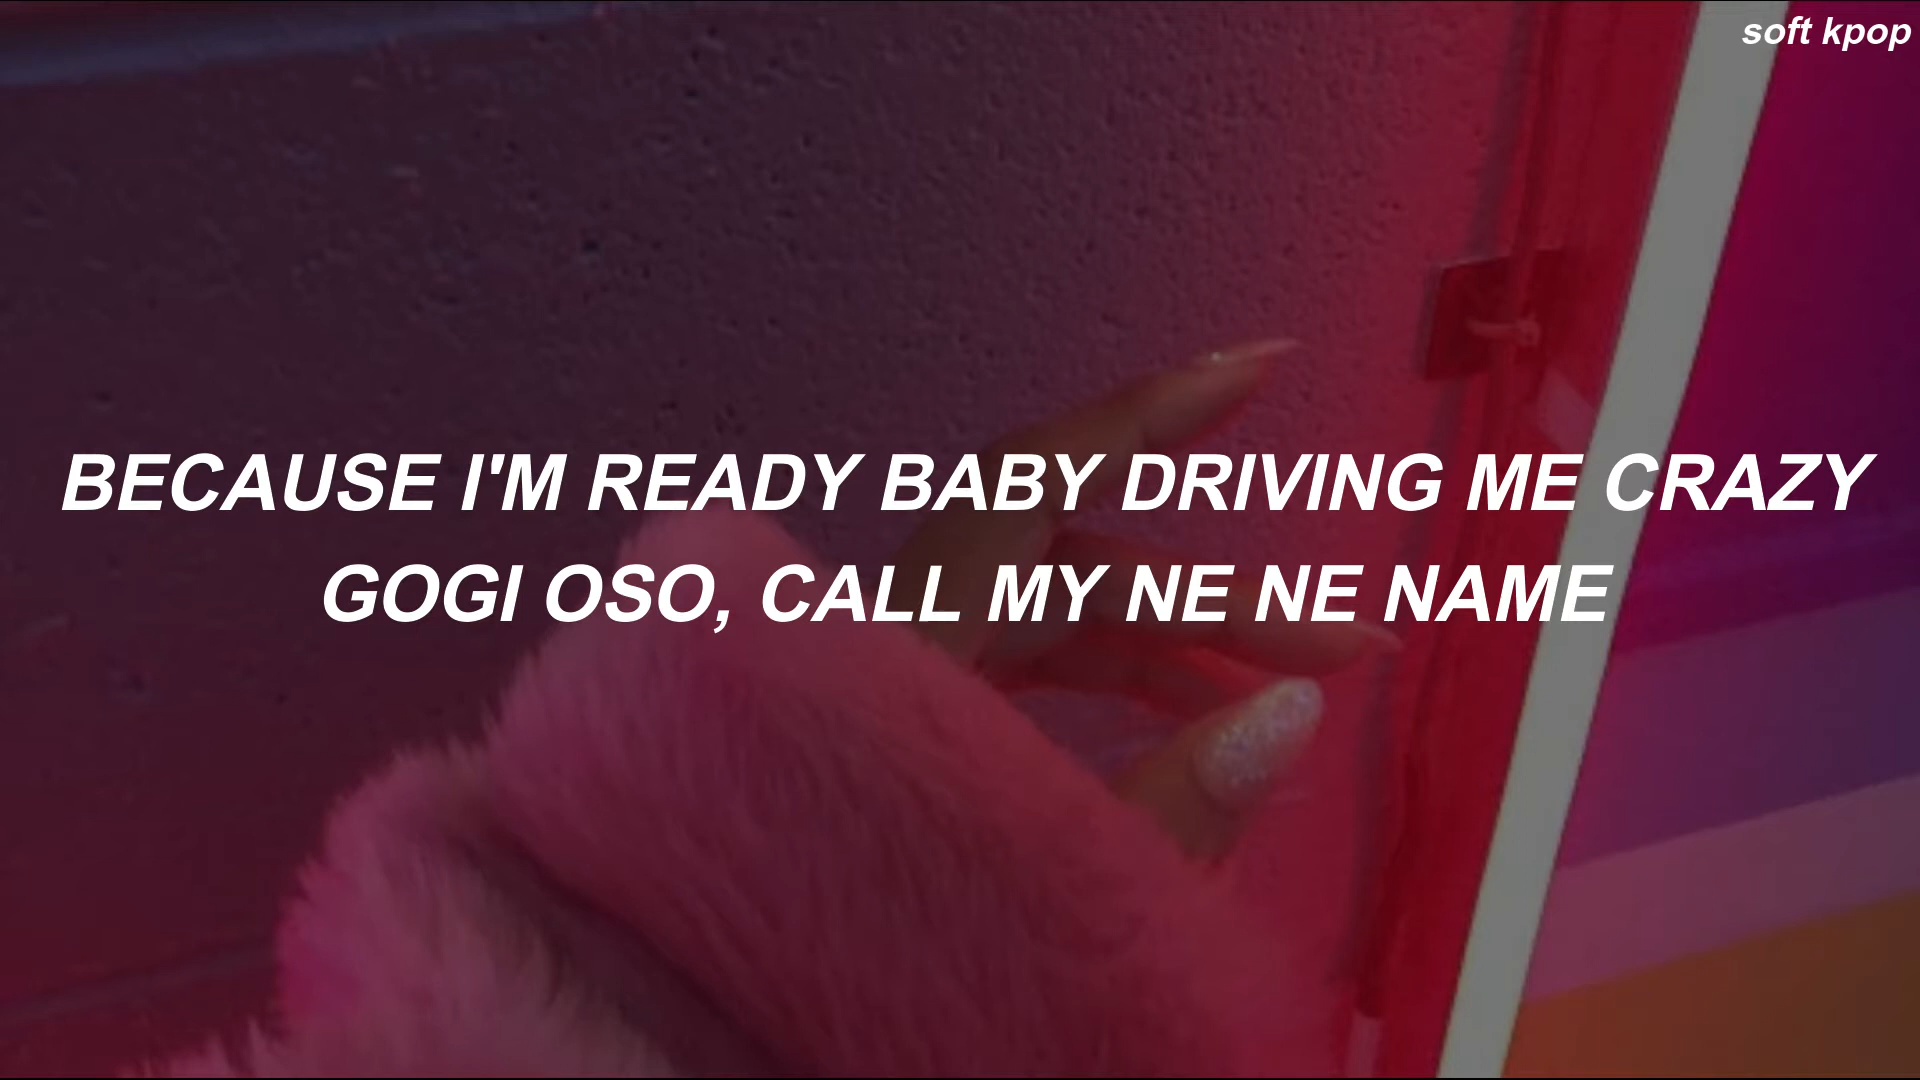 soft kpop
BECAUSE I'M READY BABY DRIVING ME CRAZY
GOGI OSO, CALL MY NE NE NAME